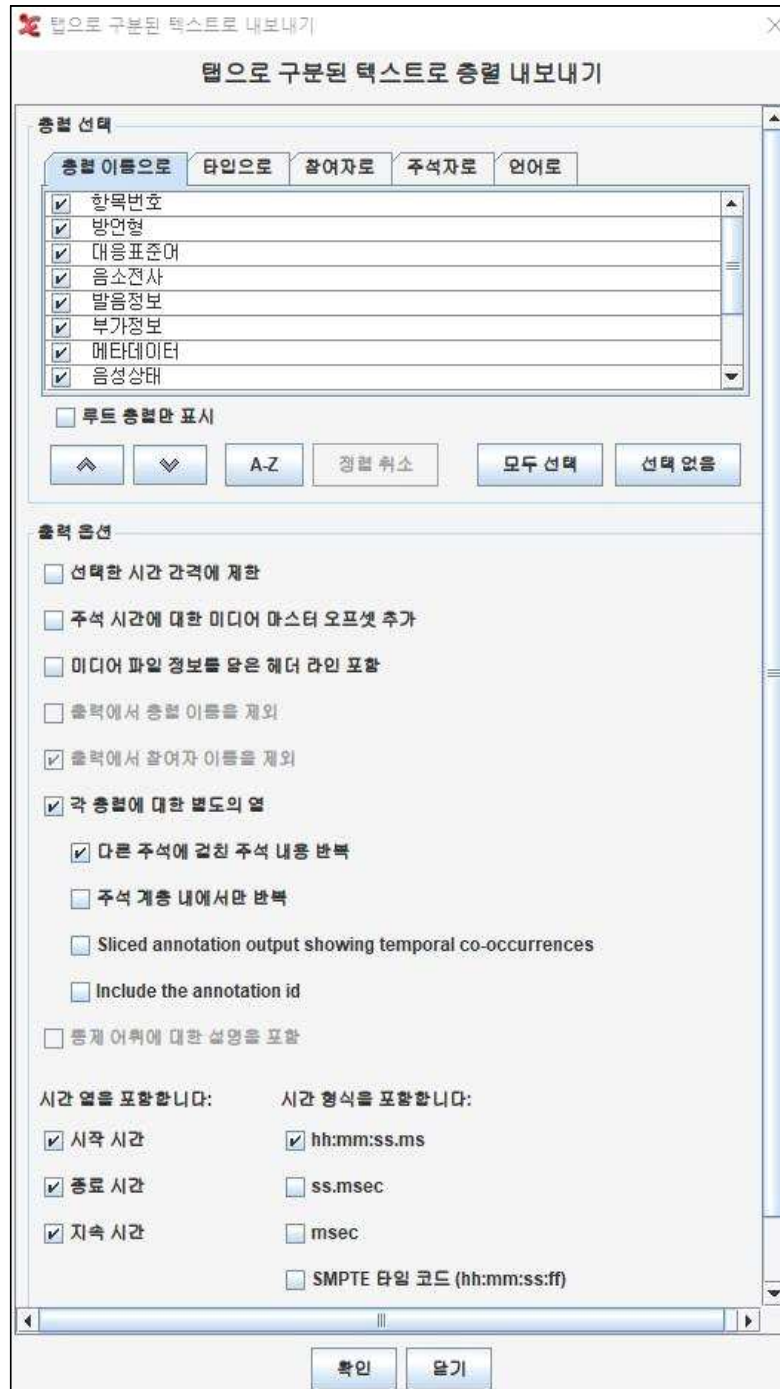 탭으로 구분된 텍스트로 내보내기
탭으로 구분된 텍스트로 층렬 내보내기
층렬 선택
층렬 이름으로 타입으로 참여자로 주석자로 언어로
항목번호
방언형
대응표준어
음소전사
발음정보
부가정보
메타데이터
음성상태
루트 층렬만 표시
A-Z 정렬 취소 모두 선택 선택 없음
출력 옵션
선택한 시간 간격에 제한
주석 시간에 대한 미디어 마스터 오프셋 추가
미디어 파일 정보를 담은 헤더 라인 포함
출력에서 층렬 이름을 제외
출력에서 참여자 이름을 제외
각 층렬에 대한 별도의 열
다른 주석에 걸친 주석 내용 반복
주석 계층 내에서만 반복
Sliced annotation output showing temporal co-occurrences
Include the annotation id
통제 어휘에 대한 설명을 포함
시간 열을 포함합니다: 시간 형식을 포함합니다:
시작 시간 hh:mm:ss.ms
종료 시간 ss.msec
지속 시간 msec
SMPTE 타임 코드 (hh:mm:ss:ff)
확인 닫기